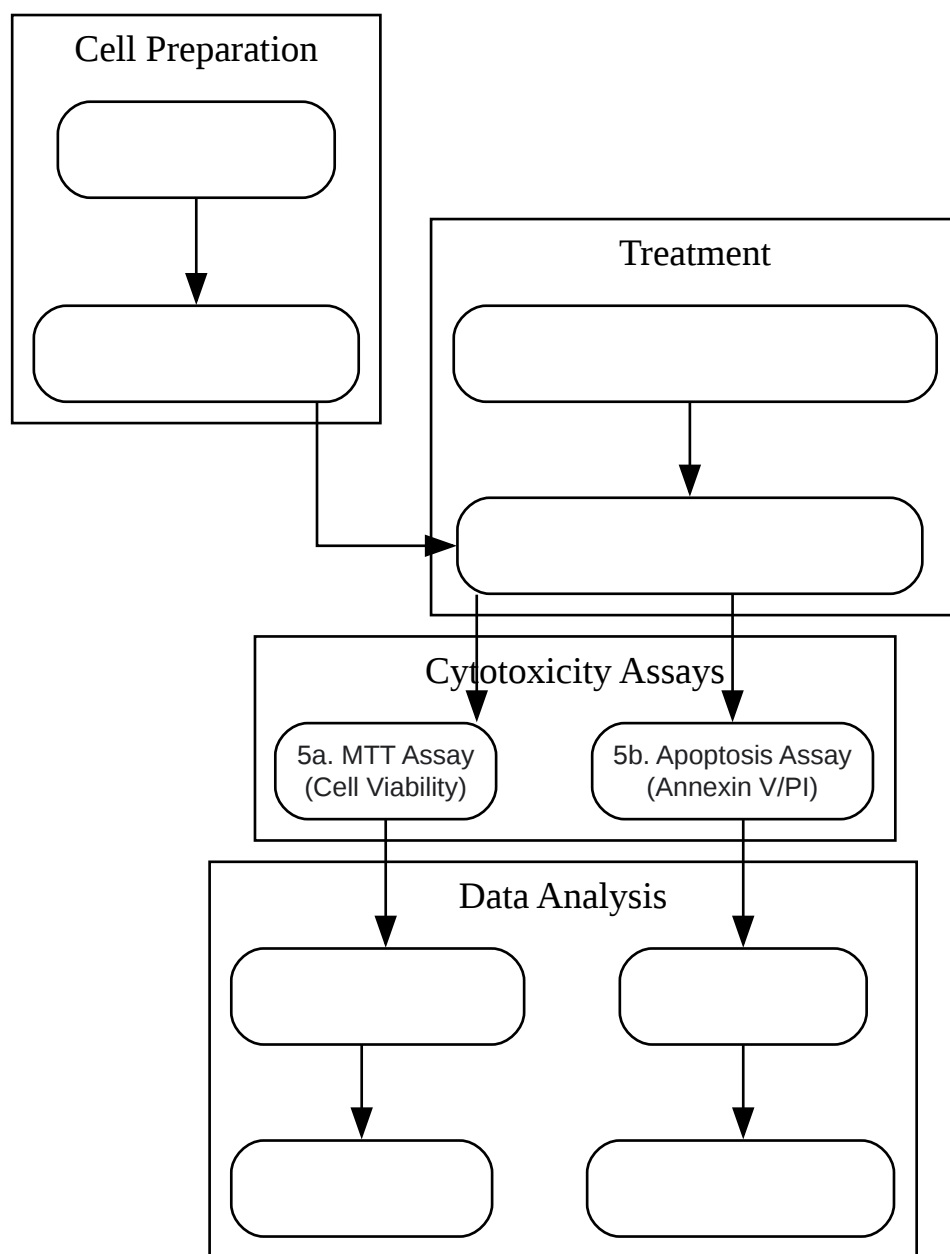 Cell Preparation
Treatment
Cytotoxicity Assays
5a. MTT Assay
(Cell Viability)
5b. Apoptosis Assay
(Annexin V/PI)
Data Analysis